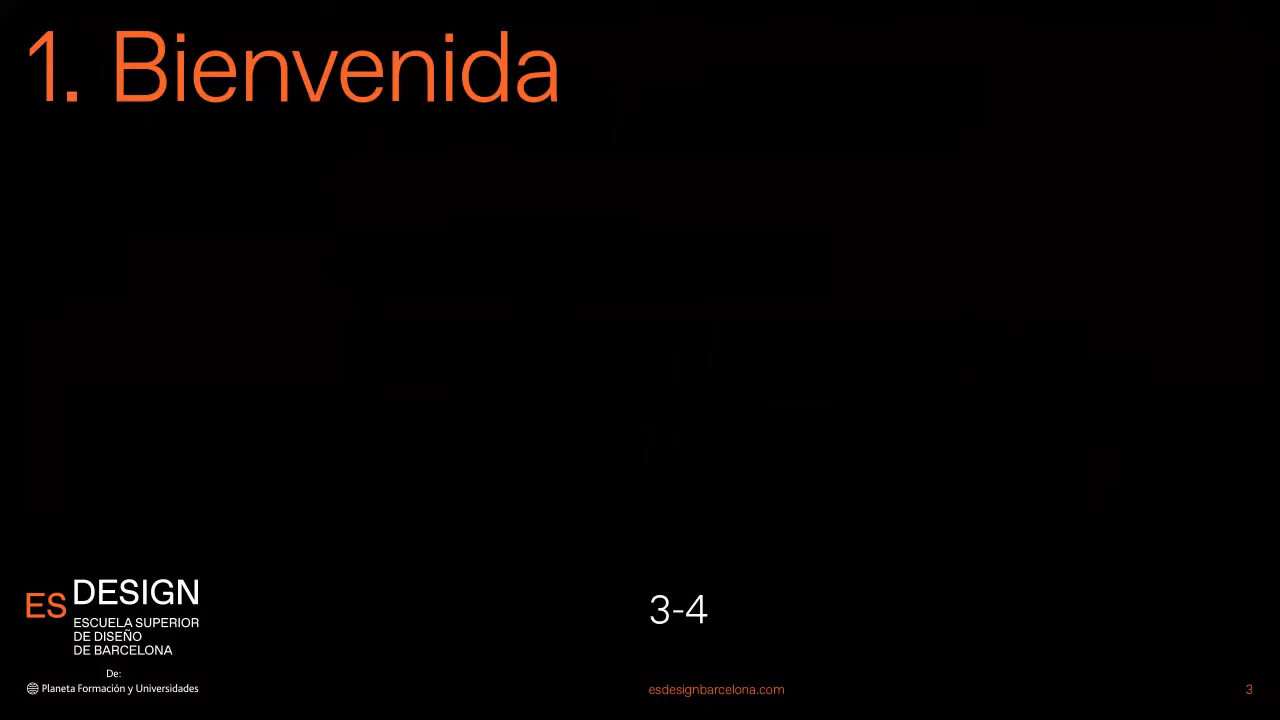 1. Bienvenida
ES DESIGN
ESCUELA SUPERIOR
DE DISEÑO
DE BARCELONA
De:
Planeta Formación y Universidades
3-4
esdesignbarcelona.com
3